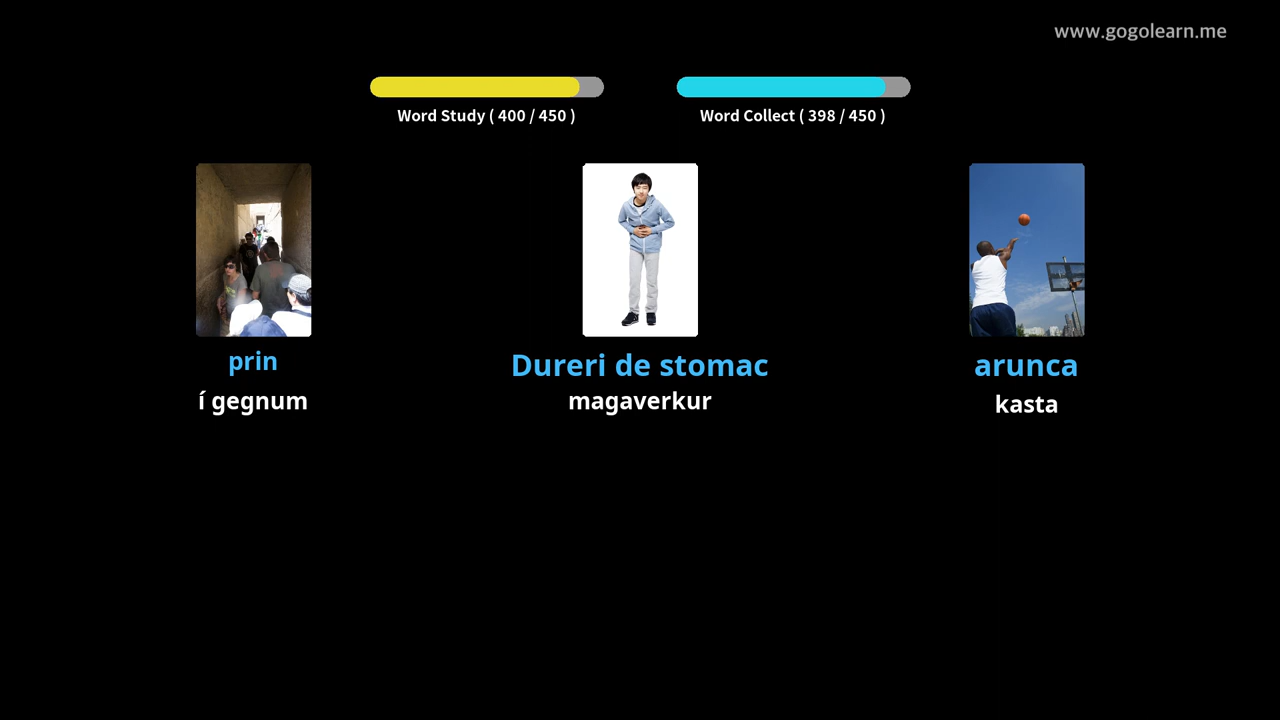 www.gogolearn.me
Word Study ( 400 / 450 )
Word Collect ( 398 / 450 )
prin
í gegnum
Dureri de stomac
magaverkur
arunca
kasta